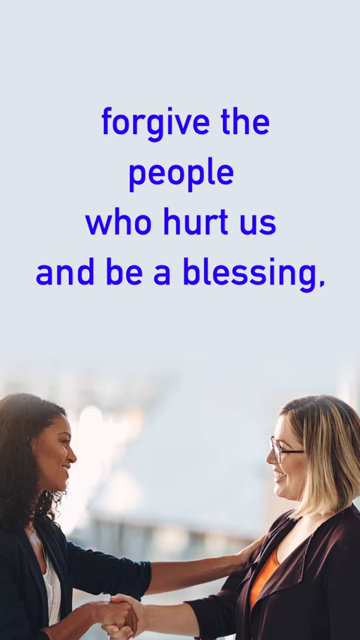 forgive the
people
who hurt us
and be a blessing,